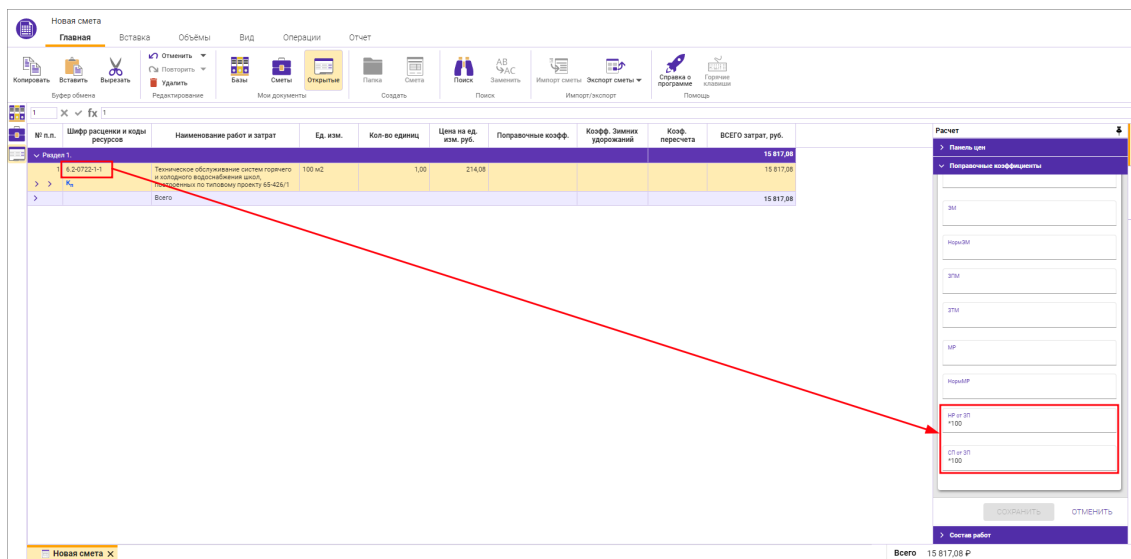 Новая смета
Главная Вставка Объёмы Вид Операции Отчет
Копировать Вставить Вырезать Отменить Повторить Удалить Базы Сметы Открытые Папка Смета Поиск AB AC Заменить Импорт сметы Экспорт сметы Справка о программе Горячие клавиши
Буфер обмена Редактирование Мои документы Создать Поиск Импорт/экспорт Помощь
1 fx 1
№ п.п. Шифр расценки и коды ресурсов Наименование работ и затрат Ед. изм. Кол-во единиц Цена на ед. изм. руб. Поправочные коэфф. Коэфф. Зимних удорожаний Коэф. пересчета ВСЕГО затрат, руб.
Раздел 1. 15 817,08
1 6.2-0722-1-1 Техническое обслуживание систем горячего 100 м2 1,00 214,08 15 817,08
и холодного водоснабжения школ,
Кп построенных по типовому проекту 65-426/1
Всего 15 817,08
Расчет
Панель цен
Поправочные коэффициенты
ЭМ
НормЭМ
ЗПМ
ЗТМ
МР
НормМР
НР от ЗП
*100
СП от ЗП
*100
СОХРАНИТЬ ОТМЕНИТЬ
Состав работ
Новая смета Всего 15 817,08 ₽